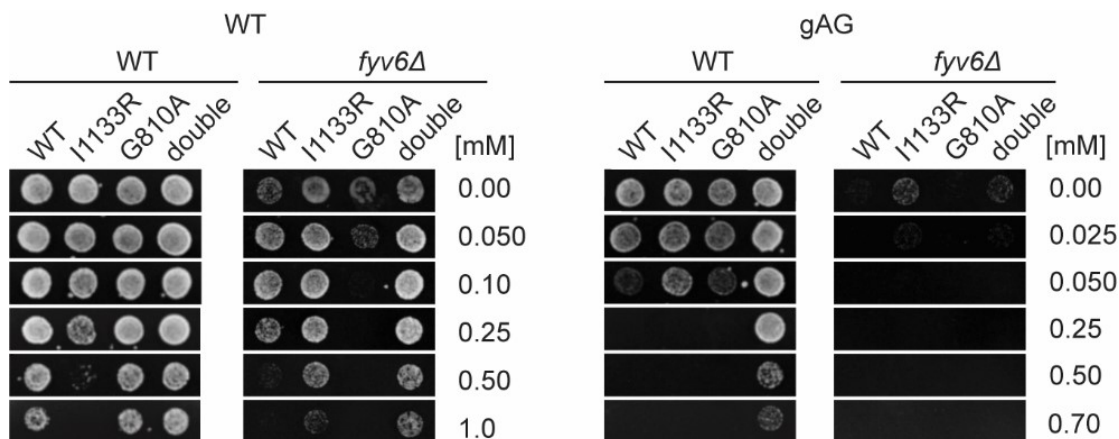 WT gAG
WT fyv6Δ WT fyv6Δ
WT I1133R G810A double WT I1133R G810A double [mM] WT I1133R G810A double WT I1133R G810A double [mM]
0.00 0.00
0.050 0.025
0.10 0.050
0.25 0.25
0.50 0.50
1.0 0.70